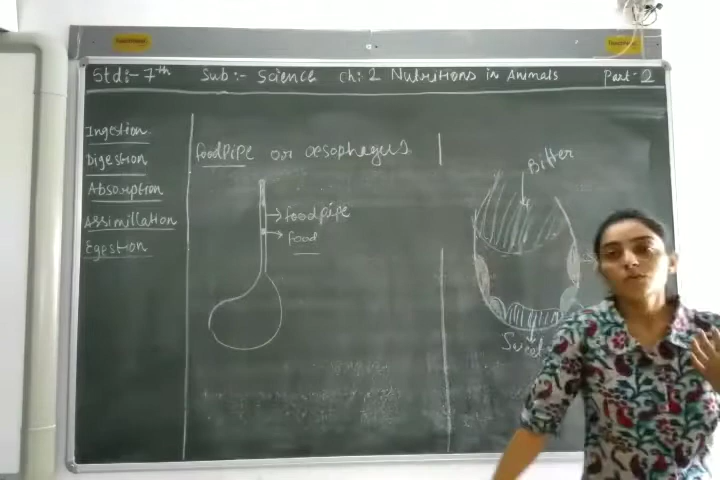 Std:- 7th Sub:- Science Ch: 2 Nutritions in Animals Part-2
Ingestion
Digestion
Absorption
Assimillation
Egestion
foodpipe or œsophagus
foodpipe
food
Bitter
Sweet